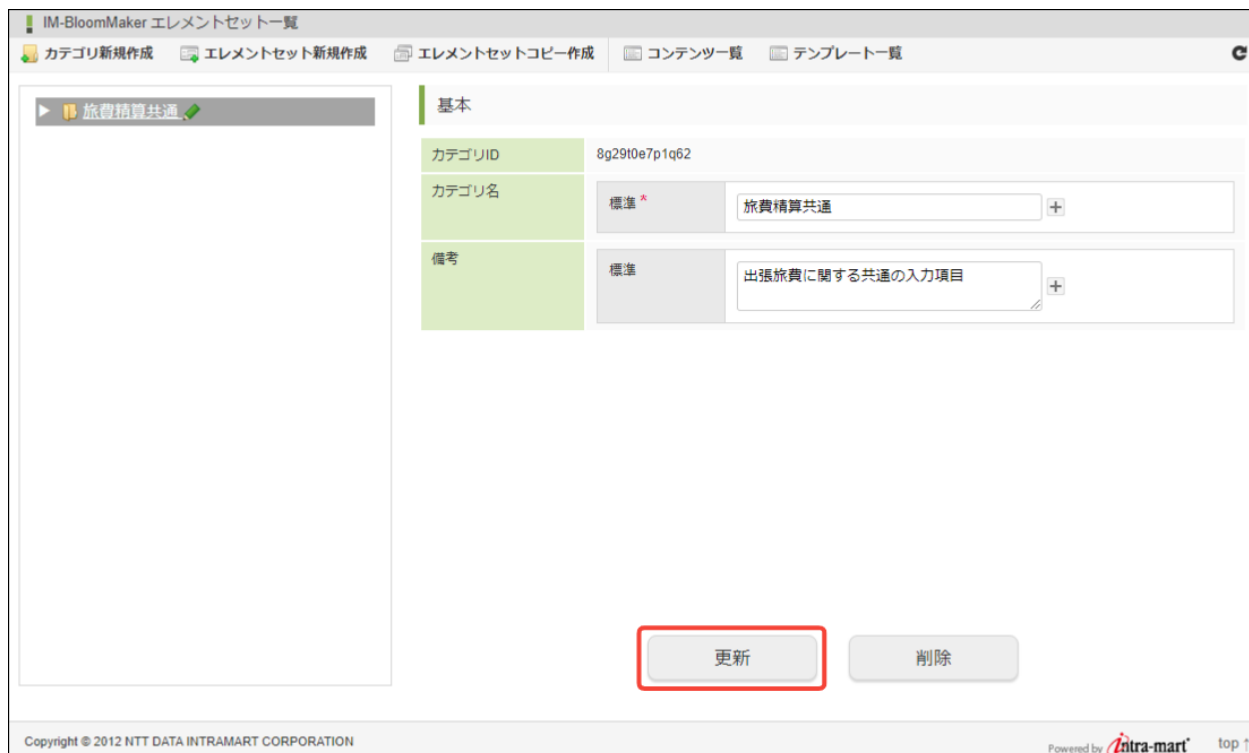 IM-BloomMaker エレメントセット一覧
カテゴリ新規作成 エレメントセット新規作成 エレメントセットコピー作成 コンテンツ一覧 テンプレート一覧
旅費精算共通
基本
カテゴリID 8g29t0e7p1q62
カテゴリ名 標準 * 旅費精算共通
備考 標準 出張旅費に関する共通の入力項目
更新 削除
Copyright © 2012 NTT DATA INTRAMART CORPORATION
Powered by intra-mart top ↑